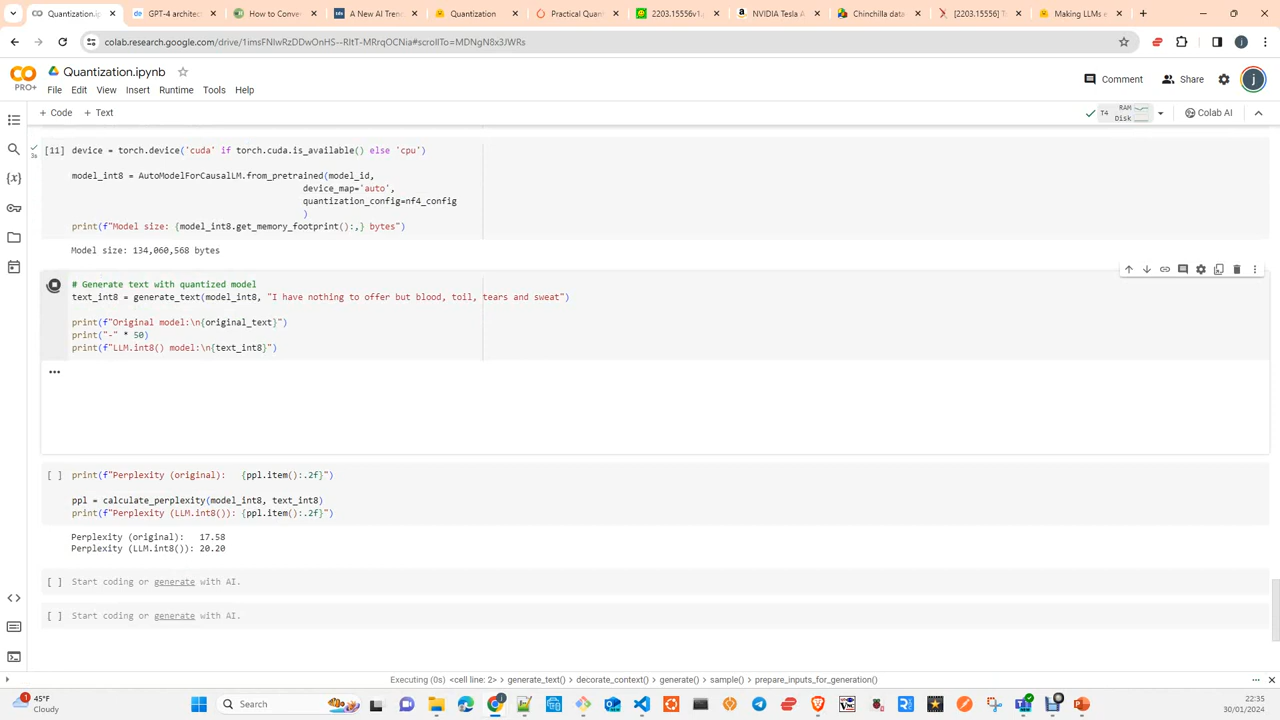 Quantization.ipynb
GPT-4 architect
How to Conve
A New AI Tren
Quantization
Practical Quan
2203.15556v1
NVIDIA Tesla A
Chinchilla data
[2203.15556] T
Making LLMs e
colab.research.google.com/drive/1imsFNIwRzDDwOnHS--RItT-MRrqOCNia#scrollTo=MDNgN8x3JWRs
j
CO
PRO+
Quantization.ipynb
File Edit View Insert Runtime Tools Help
Comment Share
j
+ Code + Text
T4 RAM Disk
Colab AI
[11] device = torch.device('cuda' if torch.cuda.is_available() else 'cpu')
3s
model_int8 = AutoModelForCausalLM.from_pretrained(model_id,
device_map='auto',
quantization_config=nf4_config
)
print(f"Model size: {model_int8.get_memory_footprint():,} bytes")
Model size: 134,060,568 bytes
# Generate text with quantized model
text_int8 = generate_text(model_int8, "I have nothing to offer but blood, toil, tears and sweat")
print(f"Original model:\n{original_text}")
print("-" * 50)
print(f"LLM.int8() model:\n{text_int8}")
[ ] print(f"Perplexity (original):   {ppl.item():.2f}")
ppl = calculate_perplexity(model_int8, text_int8)
print(f"Perplexity (LLM.int8()): {ppl.item():.2f}")
Perplexity (original):   17.58
Perplexity (LLM.int8()): 20.20
[ ] Start coding or generate with AI.
[ ] Start coding or generate with AI.
Executing (0s) <cell line: 2> generate_text() decorate_context() generate() sample() prepare_inputs_for_generation()
1
45°F
Cloudy
Search
22:35
30/01/2024